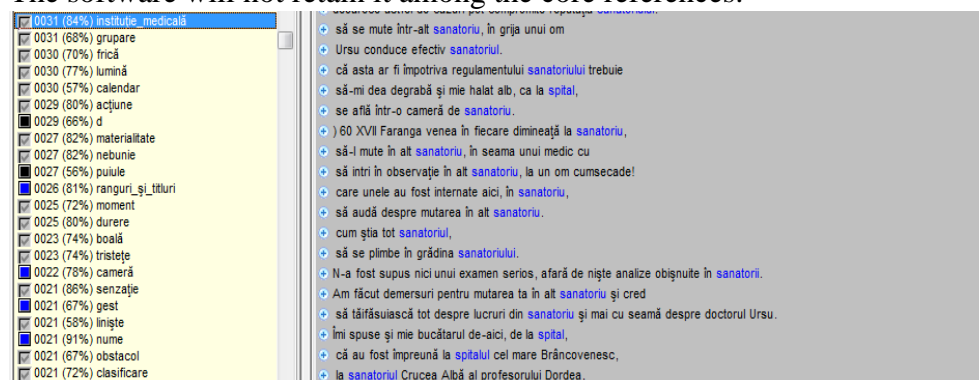 The software will not retain it among the core references.
0031 (84%) instituţie_medicală
0031 (68%) grupare
0030 (70%) frică
0030 (77%) lumină
0030 (57%) calendar
0029 (80%) acţiune
0029 (66%) d
0027 (82%) materialitate
0027 (82%) nebunie
0027 (56%) puiule
0026 (81%) ranguri_şi_titluri
0025 (72%) moment
0025 (80%) durere
0023 (74%) boală
0023 (74%) tristeţe
0022 (78%) cameră
0021 (86%) senzaţie
0021 (67%) gest
0021 (58%) linişte
0021 (91%) nume
0021 (67%) obstacol
0021 (72%) clasificare
să se mute într-alt sanatoriu, în grija unui om
Ursu conduce efectiv sanatoriul.
că asta ar fi împotriva regulamentului sanatoriului trebuie
să-mi dea degrabă şi mie halat alb, ca la spital,
se află într-o cameră de sanatoriu.
) 60 XVII Faranga venea în fiecare dimineaţă la sanatoriu,
să-l mute în alt sanatoriu, în seama unui medic cu
să intri în observaţie în alt sanatoriu, la un om cumsecade!
care unele au fost internate aici, în sanatoriu,
să audă despre mutarea în alt sanatoriu.
cum ştia tot sanatoriul,
să se plimbe în grădina sanatoriului.
N-a fost supus nici unui examen serios, afară de nişte analize obişnuite în sanatorii.
Am făcut demersuri pentru mutarea ta în alt sanatoriu şi cred
să tăifăsuiască tot despre lucruri din sanatoriu şi mai cu seamă despre doctorul Ursu.
Îmi spuse şi mie bucătarul de-aici, de la spital,
că au fost împreună la spitalul cel mare Brâncovenesc,
la sanatoriul Crucea Albă al profesorului Dordea.